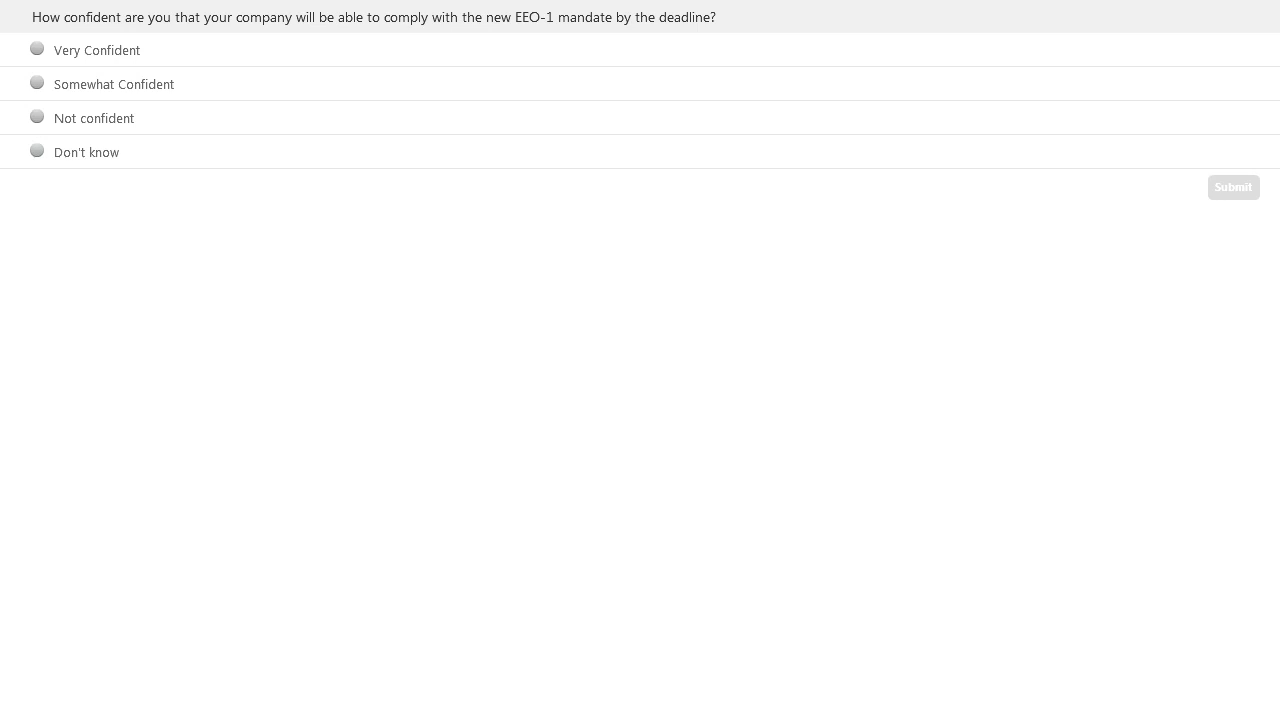 How confident are you that your company will be able to comply with the new EEO-1 mandate by the deadline?
Very Confident
Somewhat Confident
Not confident
Don't know
Submit